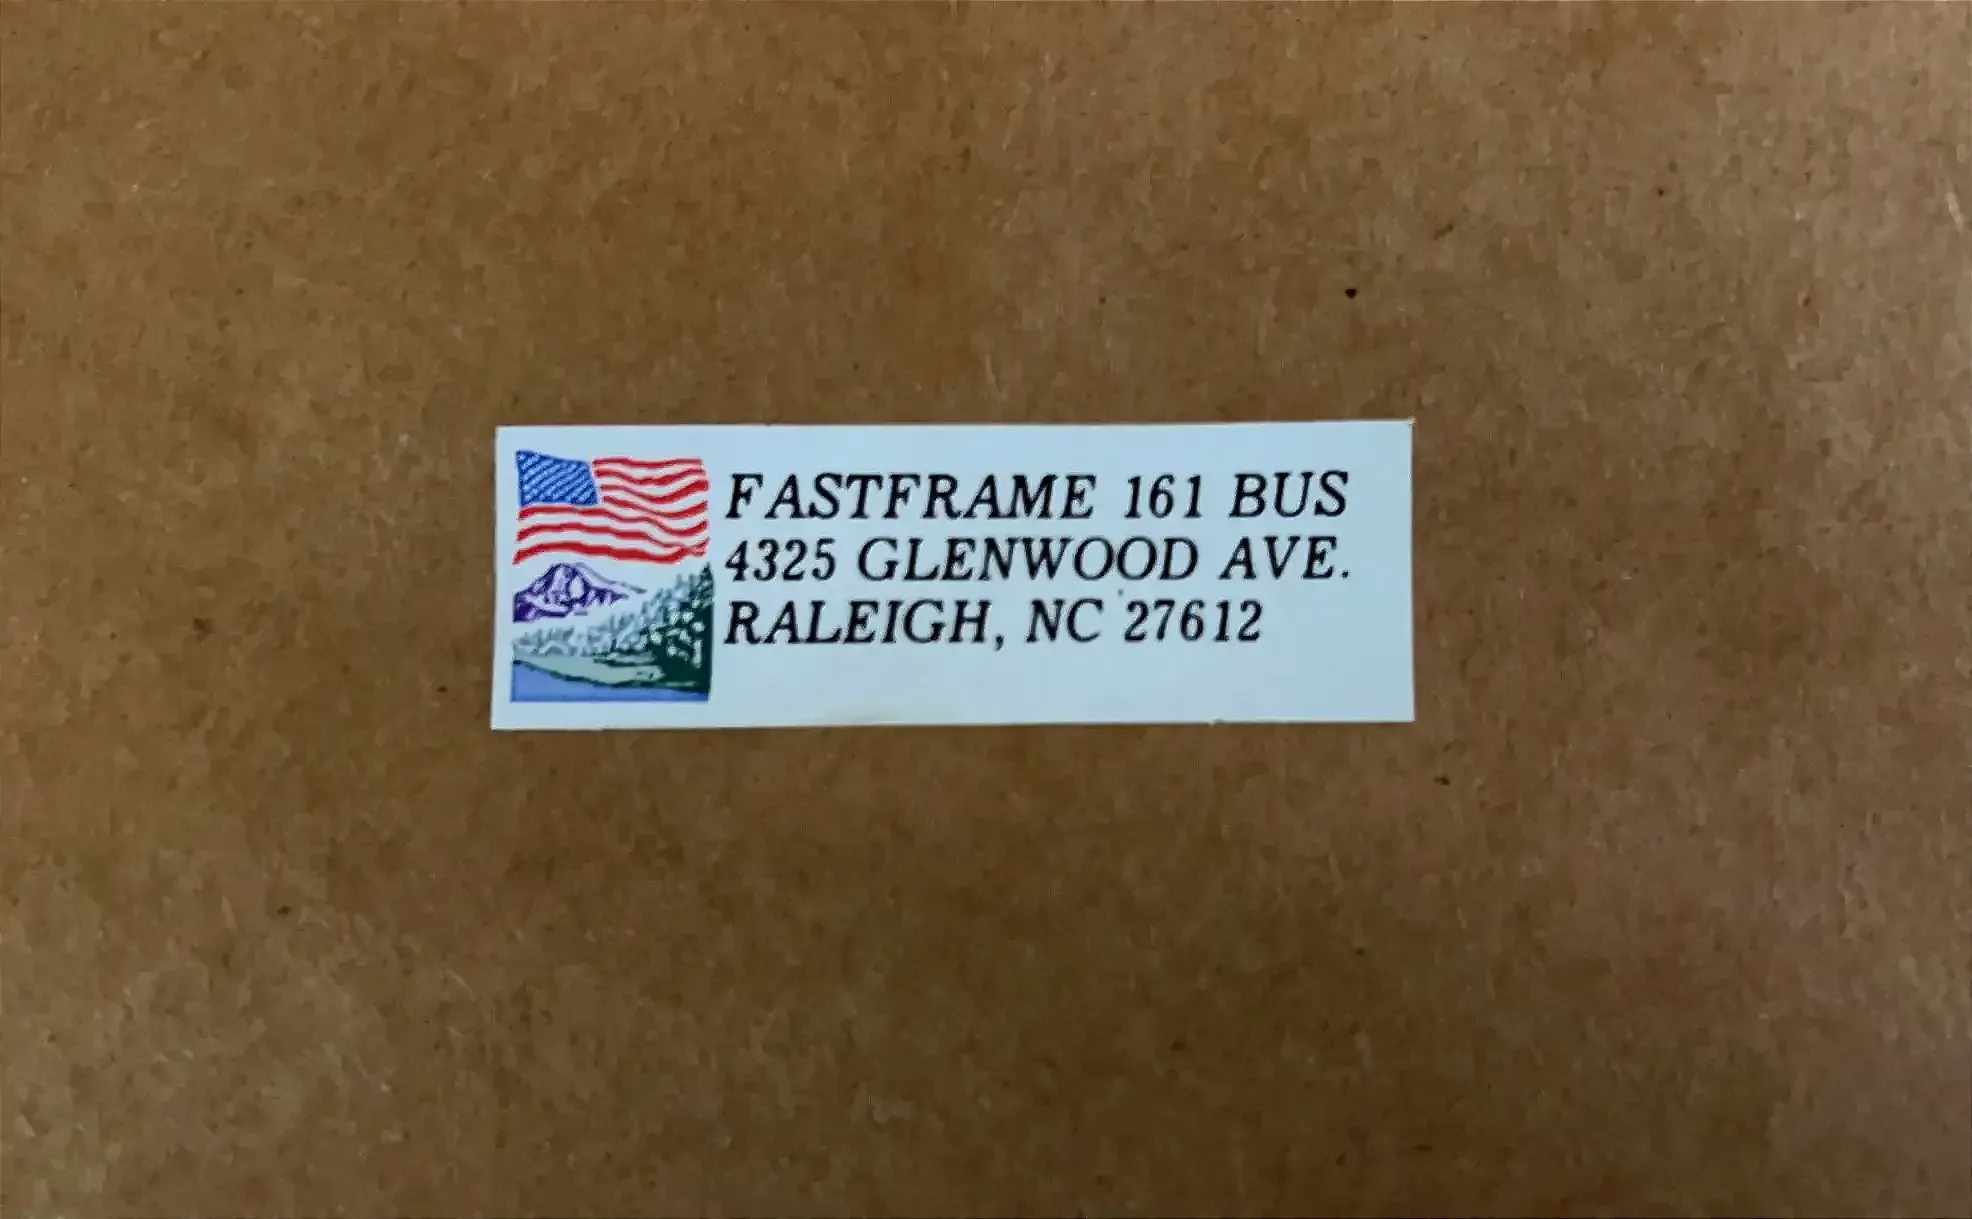 FASTFRAME 161 BUS
4325 GLENWOOD AVE.
RALEIGH, NC 27612